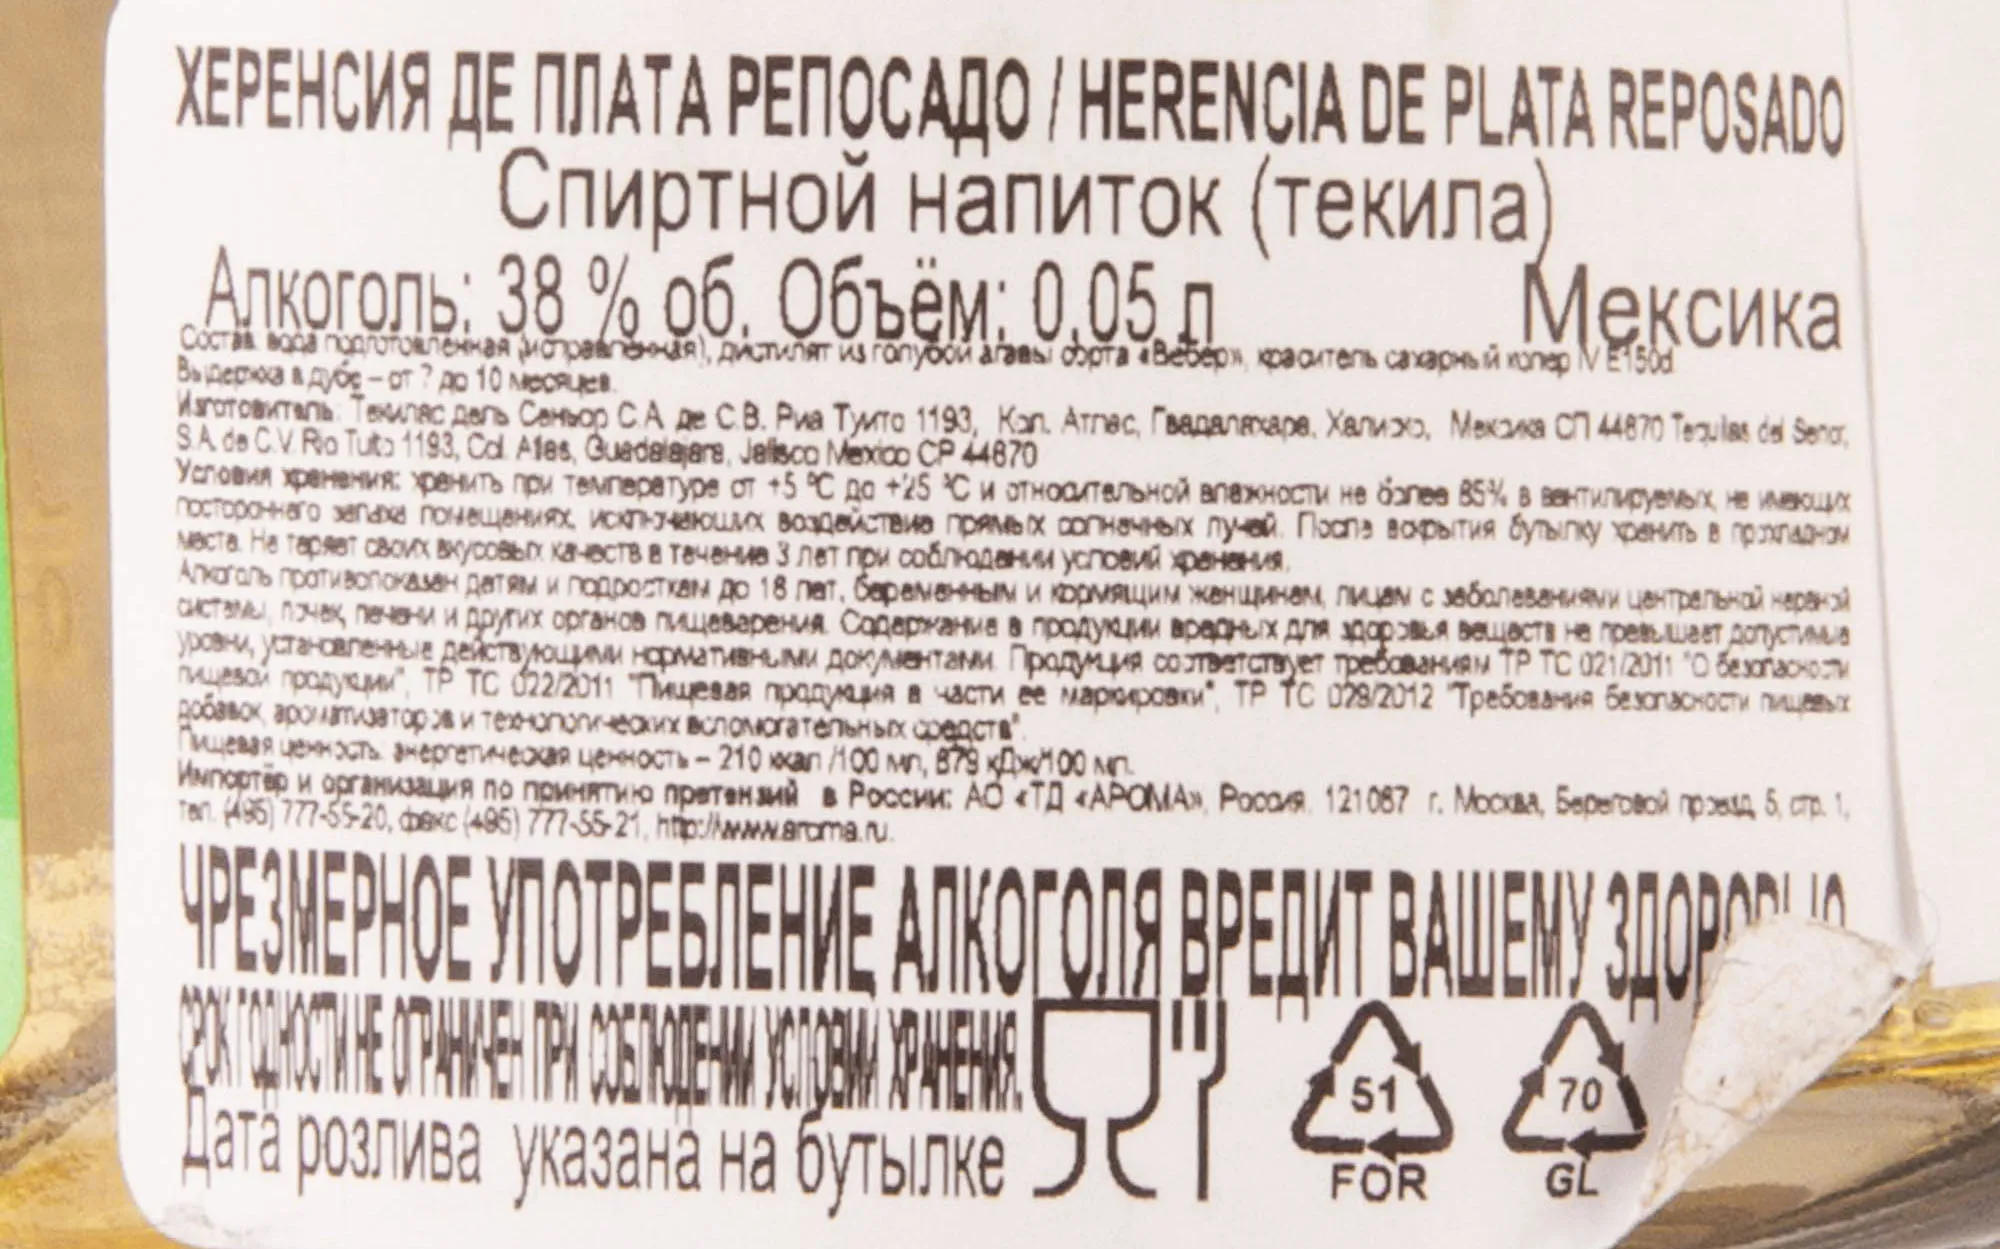 ХЕРЕНСИЯ ДЕ ПЛАТА РЕПОСАДО / HERENCIA DE PLATA REPOSADO
Спиртной напиток (текила)
Алкоголь: 38 % об. Объём: 0.05 л Мексика
Состав: вода подготовленная (исправленная), дистилят из голубой агавы сорта «Вебер», краситель сахарный колер IV E150d
Выдержка в дубе – от ? до 10 месяцев.
Изготовитель: Текилас дель Сеньор С.А. де С.В. Риа Туито 1193, Кол. Атлас, Гвадалахара, Халиско, Мексика СП 44870 Tequilas del Senor,
S.A. de C.V. Rio Tuito 1193, Col. Atlas, Guadalajara, Jalisco Mexico CP 44870
Условия хранения: хранить при температуре от +5 °С до +25 °С и относительной влажности не более 85% в вентилируемых, не имеющих
постороннего запаха помещениях, исключающих воздействие прямых солнечных лучей. После вскрытия бутылку хранить в прохладном
месте. Не теряет своих вкусовых качеств в течение 3 лет при соблюдении условий хранения.
Алкоголь противопоказан детям и подросткам до 18 лет, беременным и кормящим женщинам, лицам с заболеваниями центральной нервной
системы, почек, печени и других органов пищеварения. Содержание в продукции вредных для здоровья веществ не превышает допустимые
уровни, установленные действующими нормативными документами. Продукция соответствует требованиям ТР ТС 021/2011 "О безопасности
пищевой продукции", ТР ТС 022/2011 "Пищевая продукция в части ее маркировки", ТР ТС 029/2012 "Требования безопасности пищевых
добавок, ароматизаторов и технологических вспомогательных средств".
Пищевая ценность: энергетическая ценность – 210 ккал /100 мл, 879 кДж/100 мл.
Импортёр и организация по принятию претензий в России: АО «ТД «АРОМА», Россия, 121087 г. Москва, Береговой проезд, 5, стр. 1,
тел. (495) 777-55-20, факс (495) 777-55-21, http://www.aroma.ru.
ЧРЕЗМЕРНОЕ УПОТРЕБЛЕНИЕ АЛКОГОЛЯ ВРЕДИТ ВАШЕМУ ЗДОРОВЬЮ
СРОК ГОДНОСТИ НЕ ОГРАНИЧЕН ПРИ СОБЛЮДЕНИИ УСЛОВИИ ХРАНЕНИЯ.
Дата розлива указана на бутылке
51 70
FOR GL